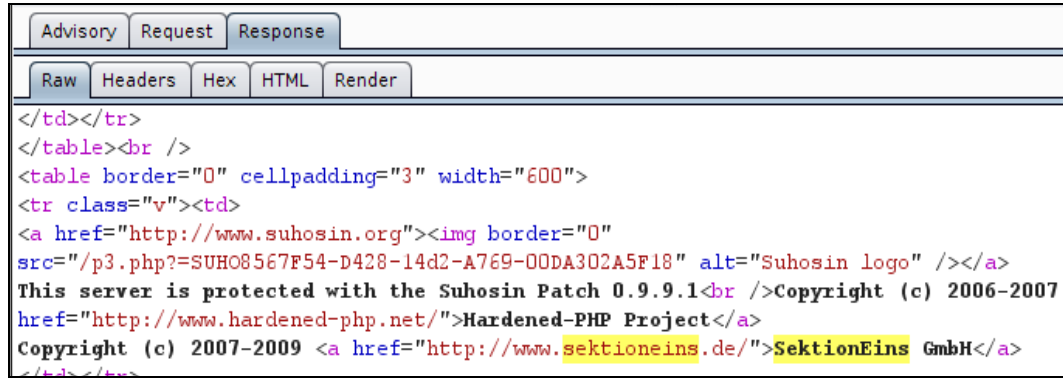 Advisory Request Response
Raw Headers Hex HTML Render
</td></tr>
</table><br />
<table border="0" cellpadding="3" width="600">
<tr class="v"><td>
<a href="http://www.suhosin.org"><img border="0"
src="/p3.php?=SUHO8567F54-D428-14d2-A769-00DA302A5F18" alt="Suhosin logo" /></a>
This server is protected with the Suhosin Patch 0.9.9.1<br />Copyright (c) 2006-2007
href="http://www.hardened-php.net/">Hardened-PHP Project</a>
Copyright (c) 2007-2009 <a href="http://www.sektioneins.de/">SektionEins GmbH</a>
</td></tr>